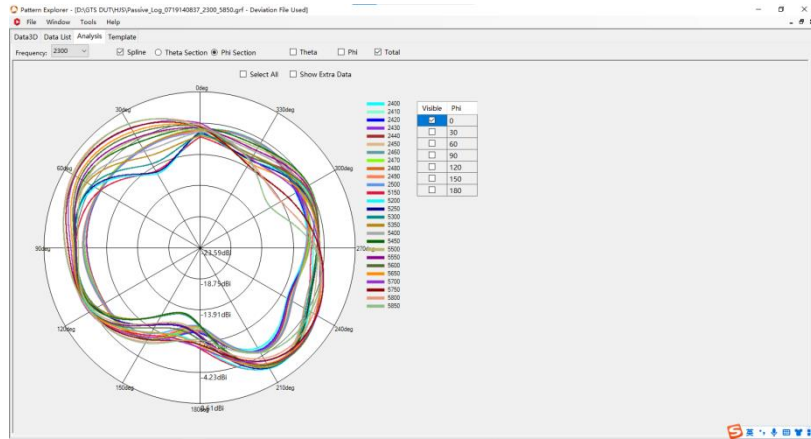 Pattern Explorer - [D:\GTS DUT\HJS\Passive_Log_0719140837_2300_5850.grf - Deviation File Used]
File Window Tools Help
Data3D Data List Analysis Template
Frequency: 2300 Spline Theta Section Phi Section Theta Phi Total
Select All Show Extra Data
0deg
30deg
330deg
60deg
300deg
90deg
270deg
120deg
240deg
150deg
210deg
180deg
-23.59dBi
-18.75dBi
-13.91dBi
-4.23dBi
2400
2410
2420
2430
2440
2450
2460
2470
2480
2490
2500
5150
5200
5250
5300
5350
5400
5450
5500
5550
5600
5650
5700
5750
5800
5850
Visible Phi
0
30
60
90
120
150
180
英